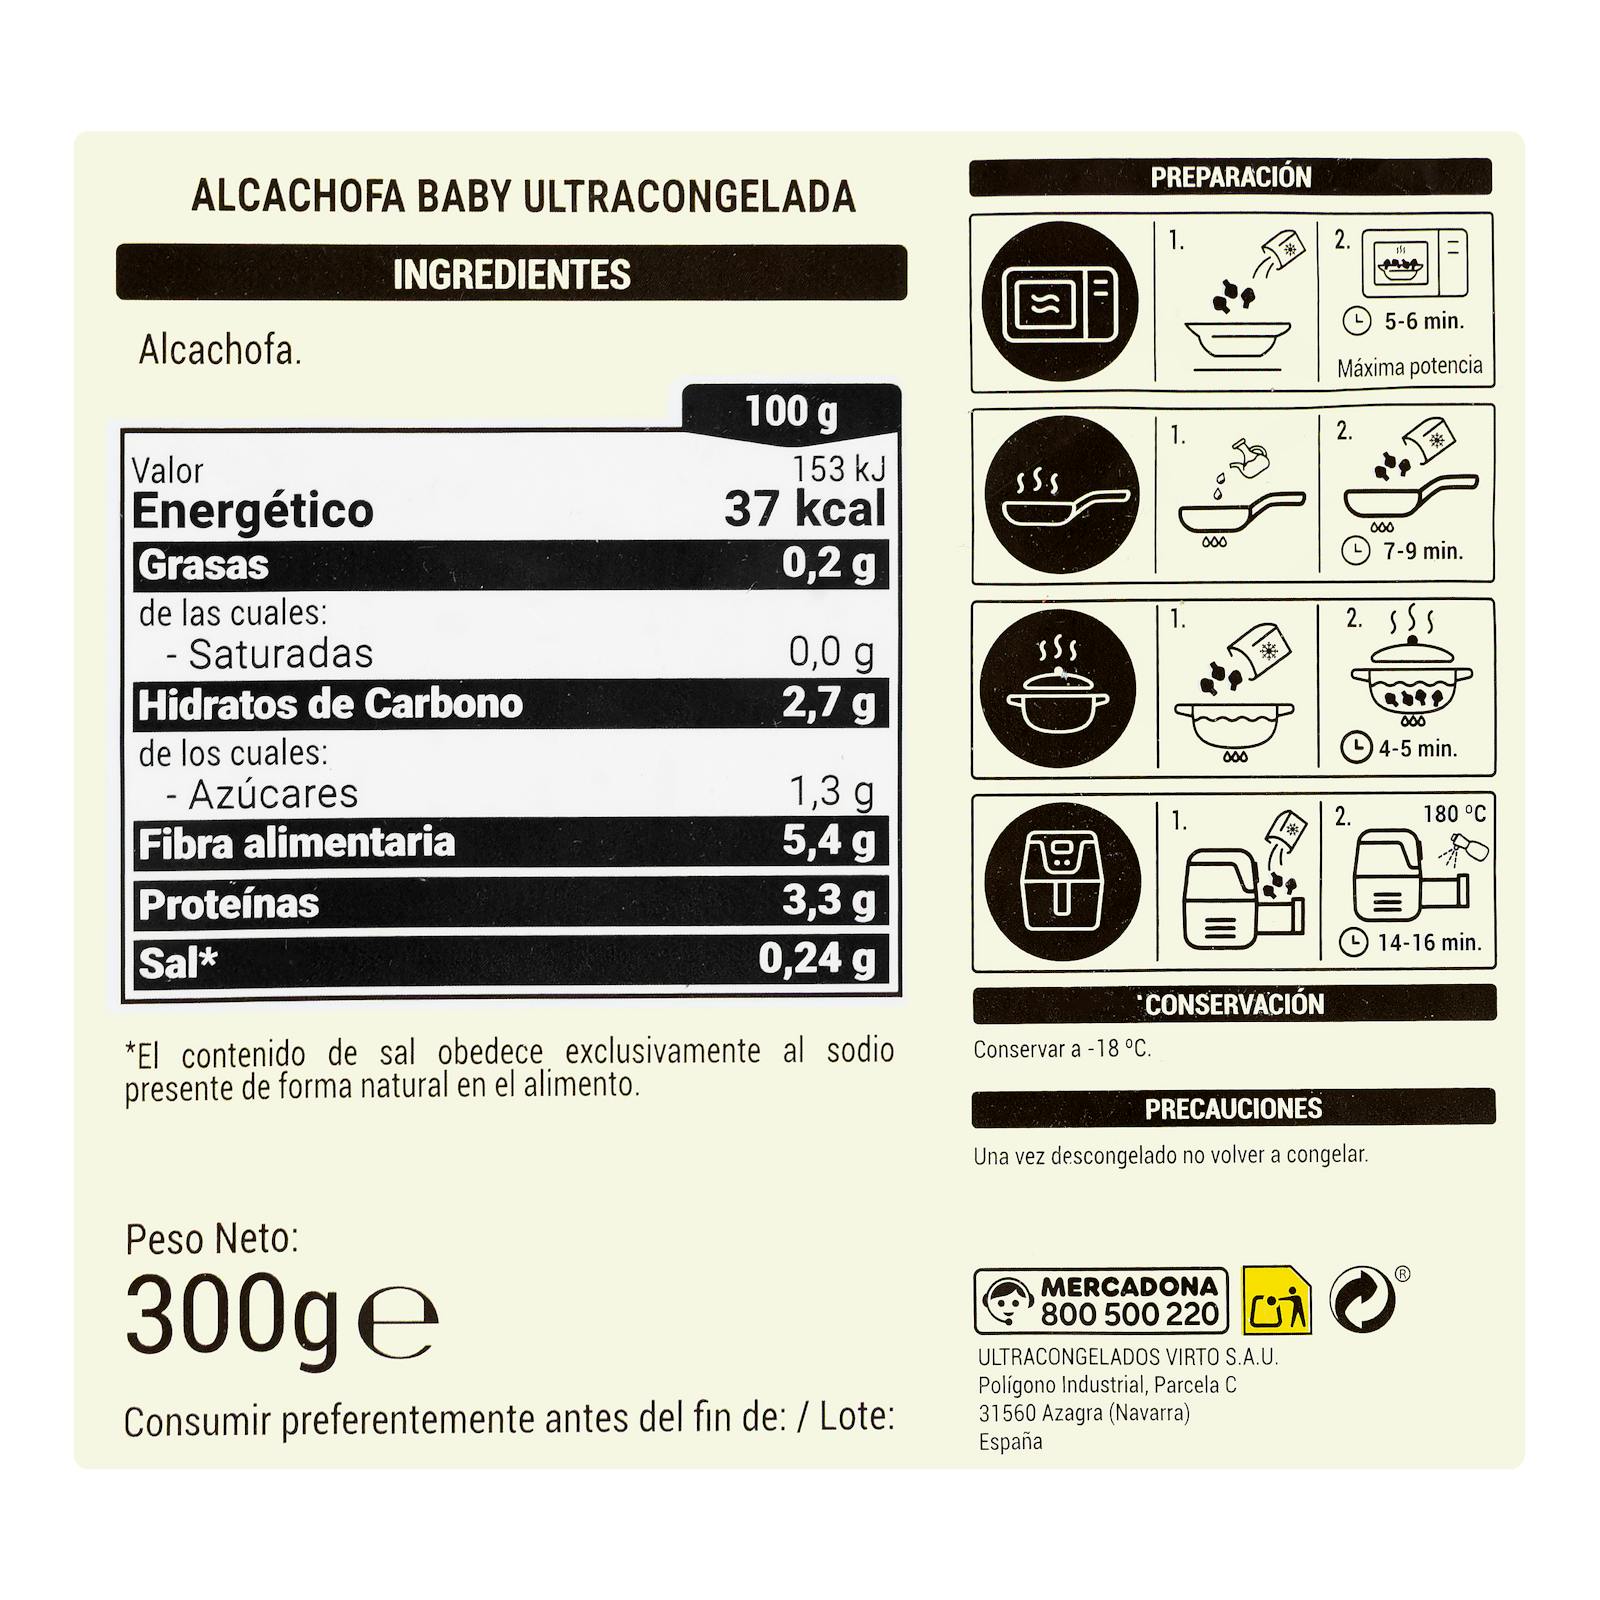 ALCACHOFA BABY ULTRACONGELADA
INGREDIENTES
Alcachofa.
100 g
Valor 153 kJ
Energético 37 kcal
Grasas 0,2 g
de las cuales:
- Saturadas 0,0 g
Hidratos de Carbono 2,7 g
de los cuales:
- Azúcares 1,3 g
Fibra alimentaria 5,4 g
Proteínas 3,3 g
Sal* 0,24 g
*El contenido de sal obedece exclusivamente al sodio
presente de forma natural en el alimento.
Peso Neto:
300g e
Consumir preferentemente antes del fin de: / Lote:
PREPARACIÓN
1. 2.
5-6 min.
Máxima potencia
1. 2.
7-9 min.
1. 2.
4-5 min.
1. 2. 180 ºC
14-16 min.
CONSERVACIÓN
Conservar a -18 ºC.
PRECAUCIONES
Una vez descongelado no volver a congelar.
MERCADONA
800 500 220
®
ULTRACONGELADOS VIRTO S.A.U.
Polígono Industrial, Parcela C
31560 Azagra (Navarra)
España